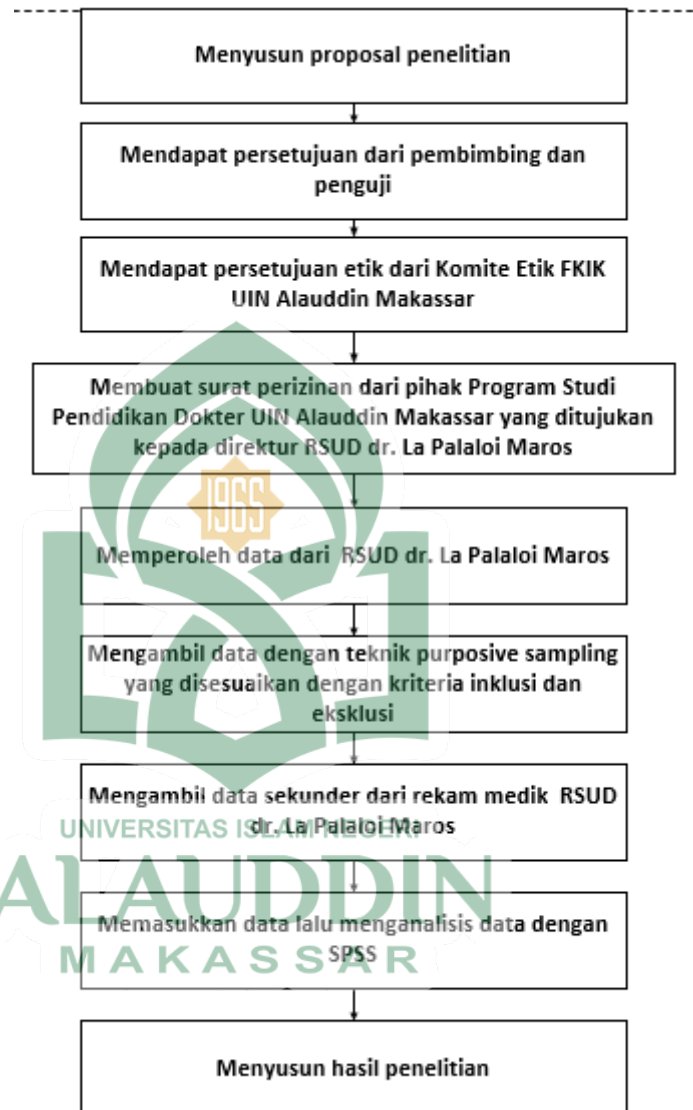 Menyusun proposal penelitian
Mendapat persetujuan dari pembimbing dan
penguji
Mendapat persetujuan etik dari Komite Etik FKIK
UIN Alauddin Makassar
Membuat surat perizinan dari pihak Program Studi
Pendidikan Dokter UIN Alauddin Makassar yang ditujukan
kepada direktur RSUD dr. La Palaloi Maros
1965
Memperoleh data dari RSUD dr. La Palaloi Maros
Mengambil data dengan teknik purposive sampling
yang disesuaikan dengan kriteria inklusi dan
eksklusi
Mengambil data sekunder dari rekam medik RSUD
dr. La Palaloi Maros
UNIVERSITAS ISLAM NEGERI
ALAUDDIN
Memasukkan data lalu menganalisis data dengan
SPSS
MAKASSAR
Menyusun hasil penelitian